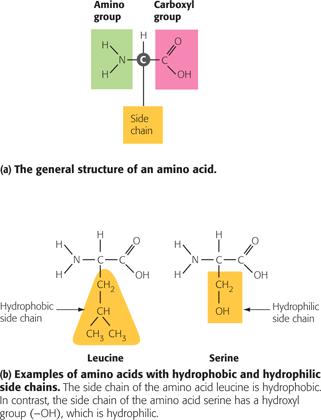 Amino group
Carboxyl group
H
H
H
N
C
C
O
OH
Side chain
(a) The general structure of an amino acid.
H
H
H
N
C
C
O
OH
CH2
CH
CH3 CH3
Hydrophobic side chain
Leucine
H
H
H
N
C
C
O
OH
CH2
OH
Hydrophilic side chain
Serine
(b) Examples of amino acids with hydrophobic and hydrophilic
side chains. The side chain of the amino acid leucine is hydrophobic.
In contrast, the side chain of the amino acid serine has a hydroxyl
group (–OH), which is hydrophilic.